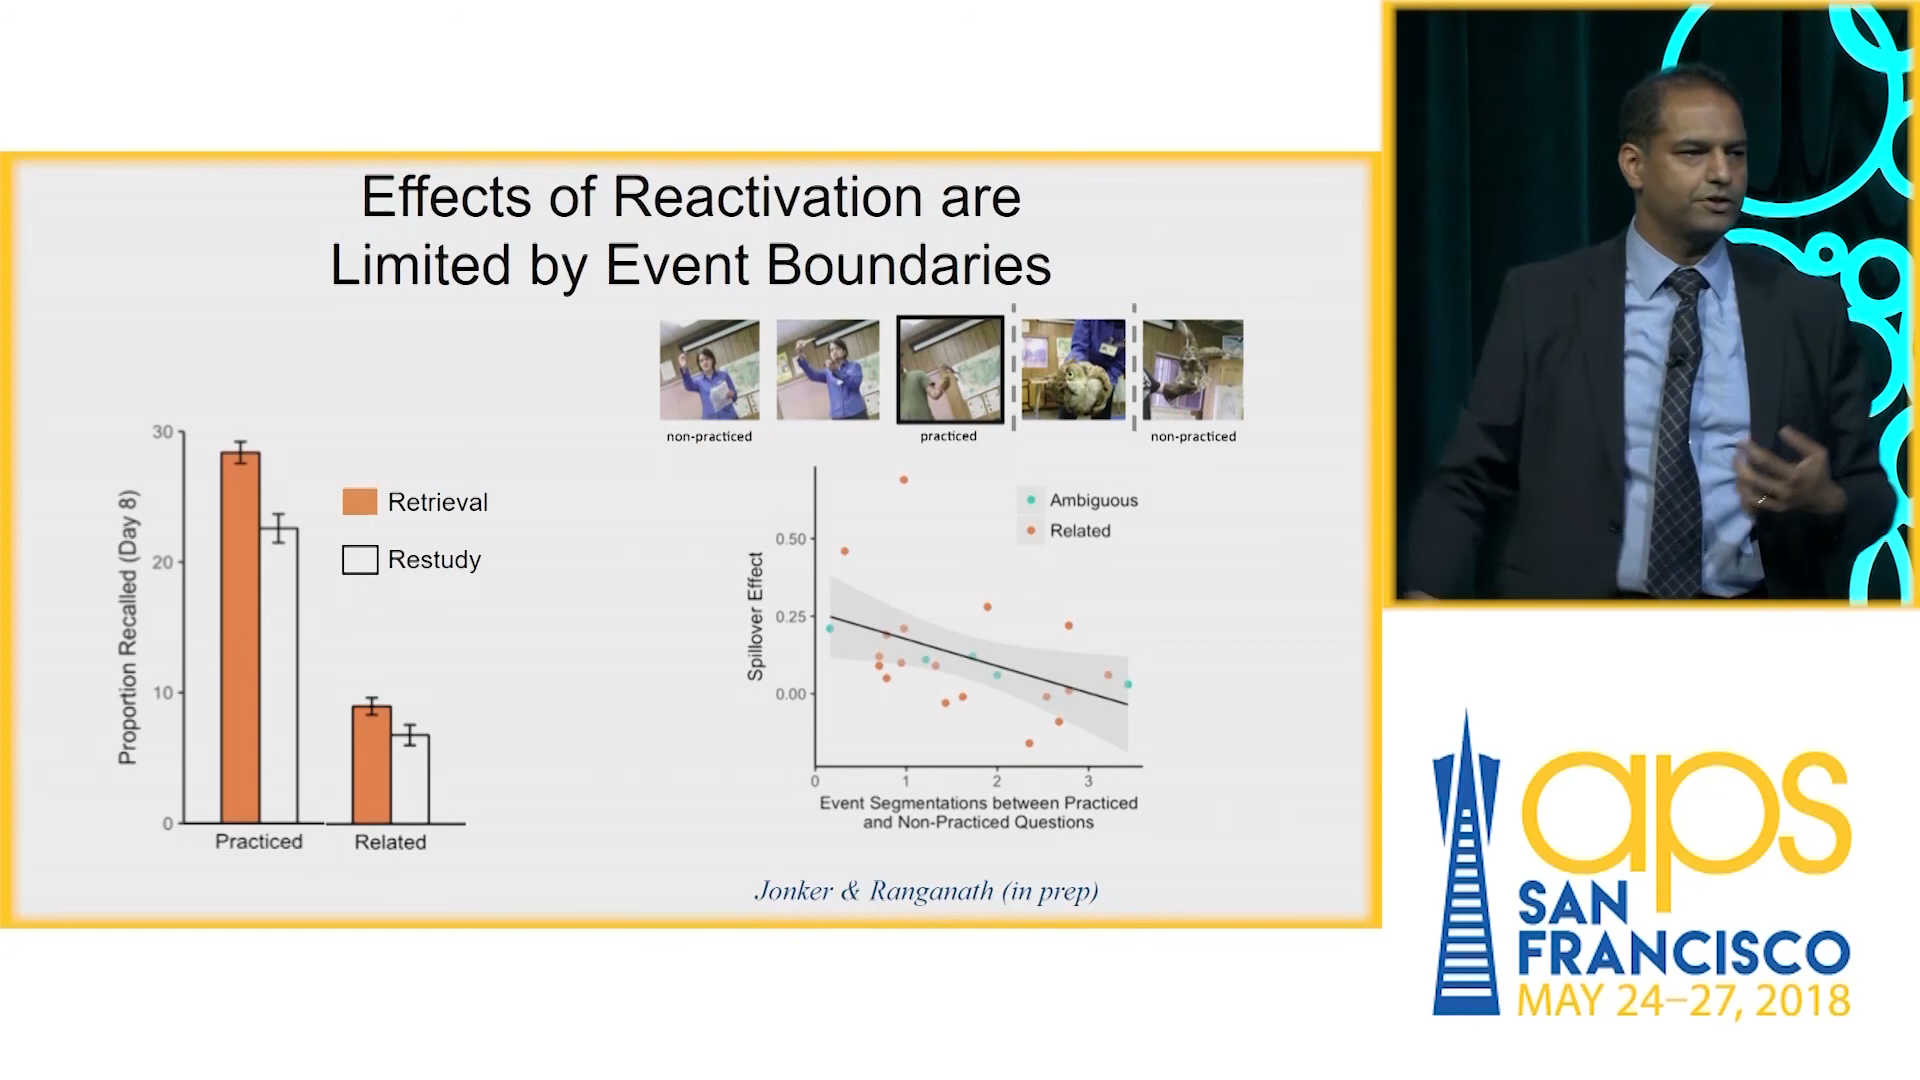 Effects of Reactivation are
Limited by Event Boundaries
non-practiced
practiced
non-practiced
30
20
10
0
Proportion Recalled (Day 8)
Retrieval
Restudy
Practiced
Related
Ambiguous
Related
0.50
0.25
0.00
Spillover Effect
0
1
2
3
Event Segmentations between Practiced
and Non-Practiced Questions
Jonker & Ranganath (in prep)
aps
SAN
FRANCISCO
MAY 24–27, 2018